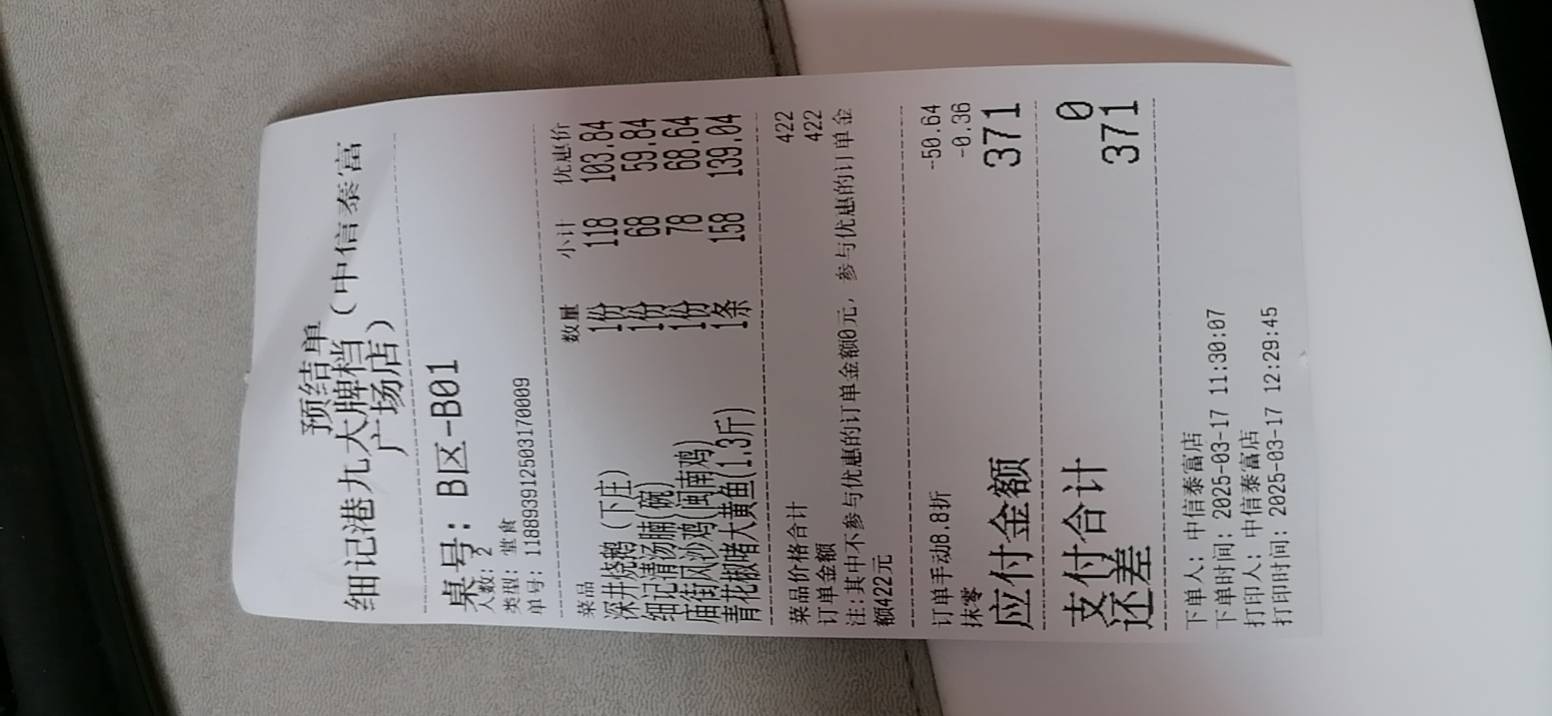 预结单
细记港九大牌档（中信泰富
广场店）
桌号：B区-B01
人数：2
类型：堂食
单号：1188939125031​70009
菜品 数量 小计 优惠价
深井烧鹅（下庄） 1份 118 103.84
细记清汤腩(碗) 1份 68 59.84
庙街风沙鸡(闽南鸡) 1份 78 68.64
青花椒啫大黄鱼(1.3斤) 1条 158 139.04
菜品价格合计 422
订单金额 422
注：其中不参与优惠的订单金额0元，参与优惠的订单金
额422元
订单手动8.8折 -50.64
抹零 -0.36
应付金额 371
支付合计 0
还差 371
下单人：中信泰富店
下单时间：2025-03-17 11:30:07
打印人：中信泰富店
打印时间：2025-03-17 12:29:45